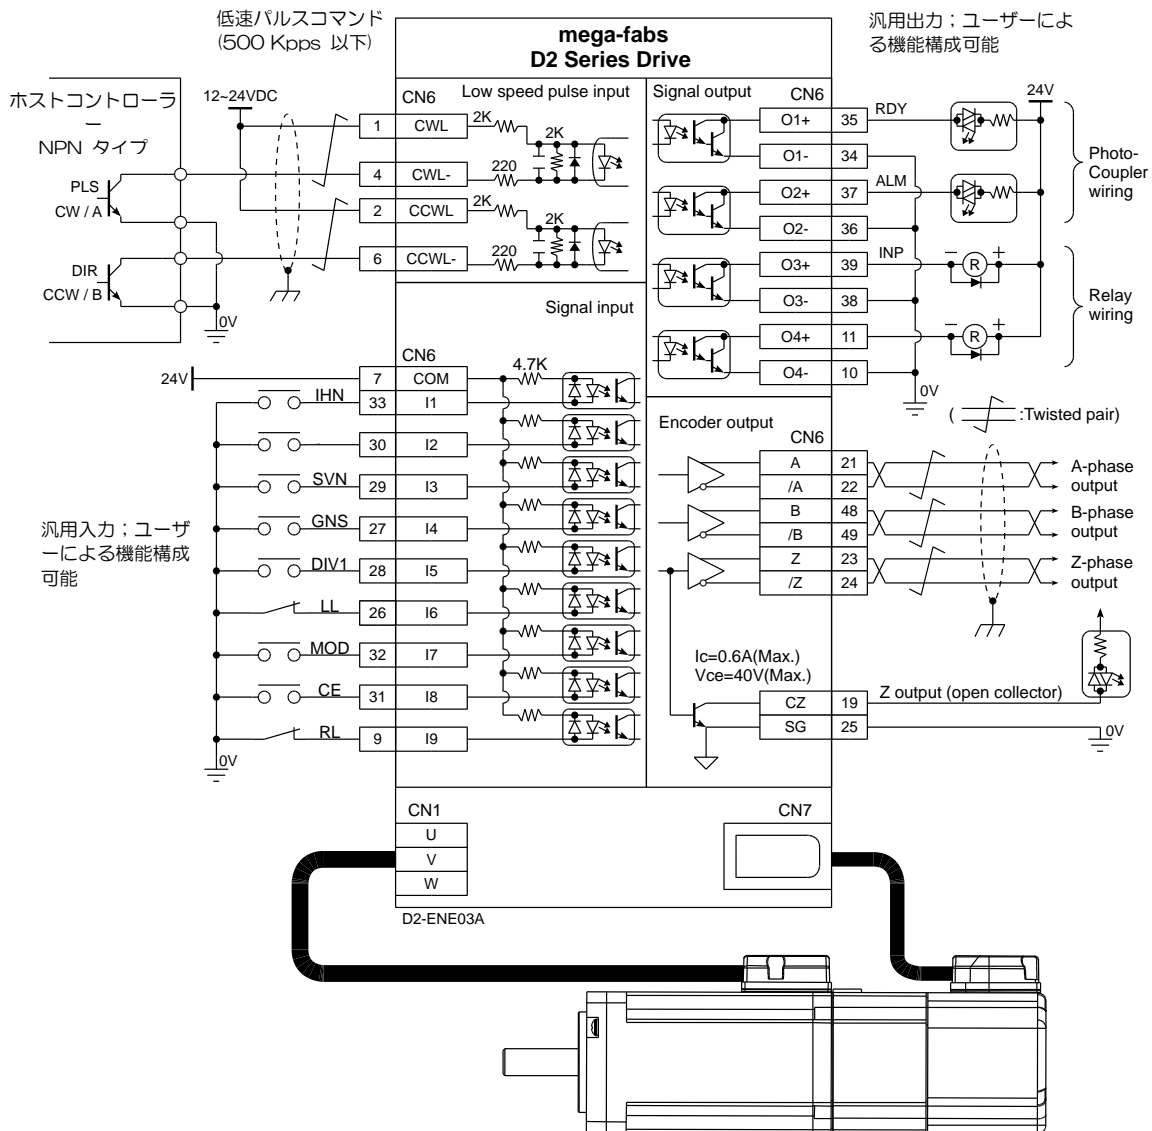 低速パルスコマンド
(500 Kpps 以下)
mega-fabs
D2 Series Drive
汎用出力；ユーザーによ
る機能構成可能
ホストコントローラ
ー
NPN タイプ
PLS
CW / A
DIR
CCW / B
0V
12~24VDC
CN6
Low speed pulse input
1 CWL 2K
2K
4 CWL- 220
2 CCWL 2K
2K
6 CCWL- 220
Signal output
CN6
O1+ 35 RDY
O1- 34
O2+ 37 ALM
O2- 36
O3+ 39 INP
O3- 38
O4+ 11
O4- 10
24V
Photo-
Coupler
wiring
- R +
Relay
wiring
- R +
0V
Signal input
CN6
24V 7 COM 4.7K
IHN 33 I1
30 I2
SVN 29 I3
GNS 27 I4
DIV1 28 I5
LL 26 I6
MOD 32 I7
CE 31 I8
RL 9 I9
0V
汎用入力；ユーザ
ーによる機能構成
可能
( :Twisted pair)
Encoder output
CN6
A 21
/A 22
B 48
/B 49
Z 23
/Z 24
A-phase
output
B-phase
output
Z-phase
output
Ic=0.6A(Max.)
Vce=40V(Max.)
CZ 19 Z output (open collector)
SG 25
0V
CN1
U
V
W
CN7
D2-ENE03A